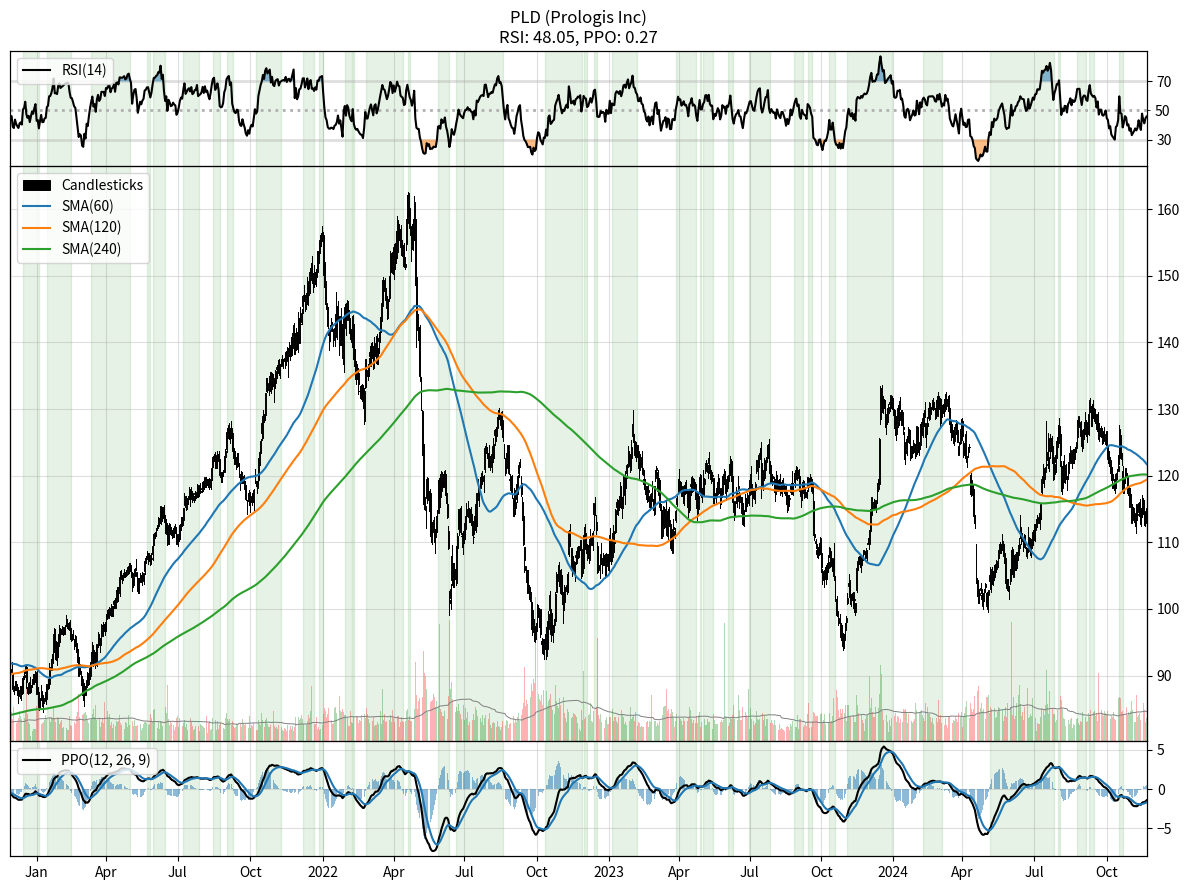 PLD (Prologis Inc)
RSI: 48.05, PPO: 0.27
RSI(14)
70
50
30
Candlesticks
SMA(60)
SMA(120)
SMA(240)
160
150
140
130
120
110
100
90
PPO(12, 26, 9)
5
0
−5
Jan Apr Jul Oct 2022 Apr Jul Oct 2023 Apr Jul Oct 2024 Apr Jul Oct